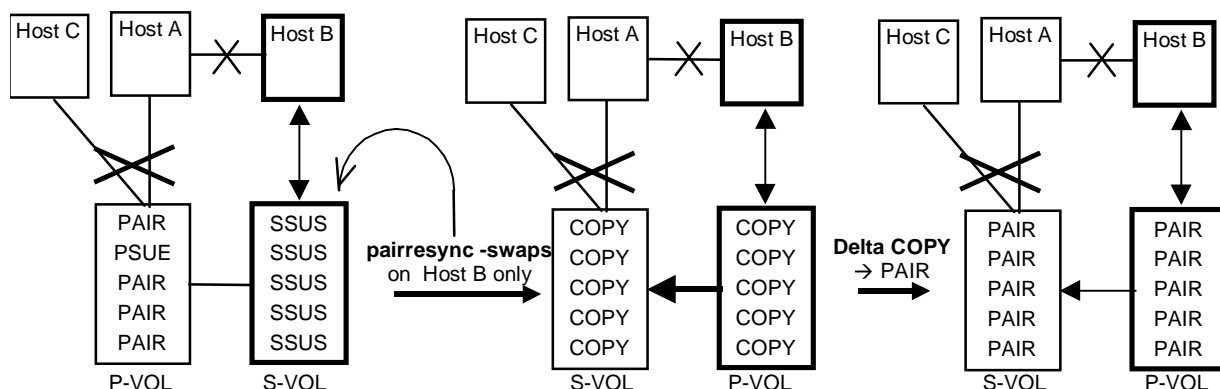 Host C
Host A
Host B
PAIR
PSUE
PAIR
PAIR
PAIR
P-VOL
SSUS
SSUS
SSUS
SSUS
SSUS
S-VOL
pairresync -swaps
on Host B only
Host C
Host A
Host B
COPY
COPY
COPY
COPY
COPY
S-VOL
COPY
COPY
COPY
COPY
COPY
P-VOL
Delta COPY
→ PAIR
Host C
Host A
Host B
PAIR
PAIR
PAIR
PAIR
PAIR
S-VOL
PAIR
PAIR
PAIR
PAIR
PAIR
P-VOL